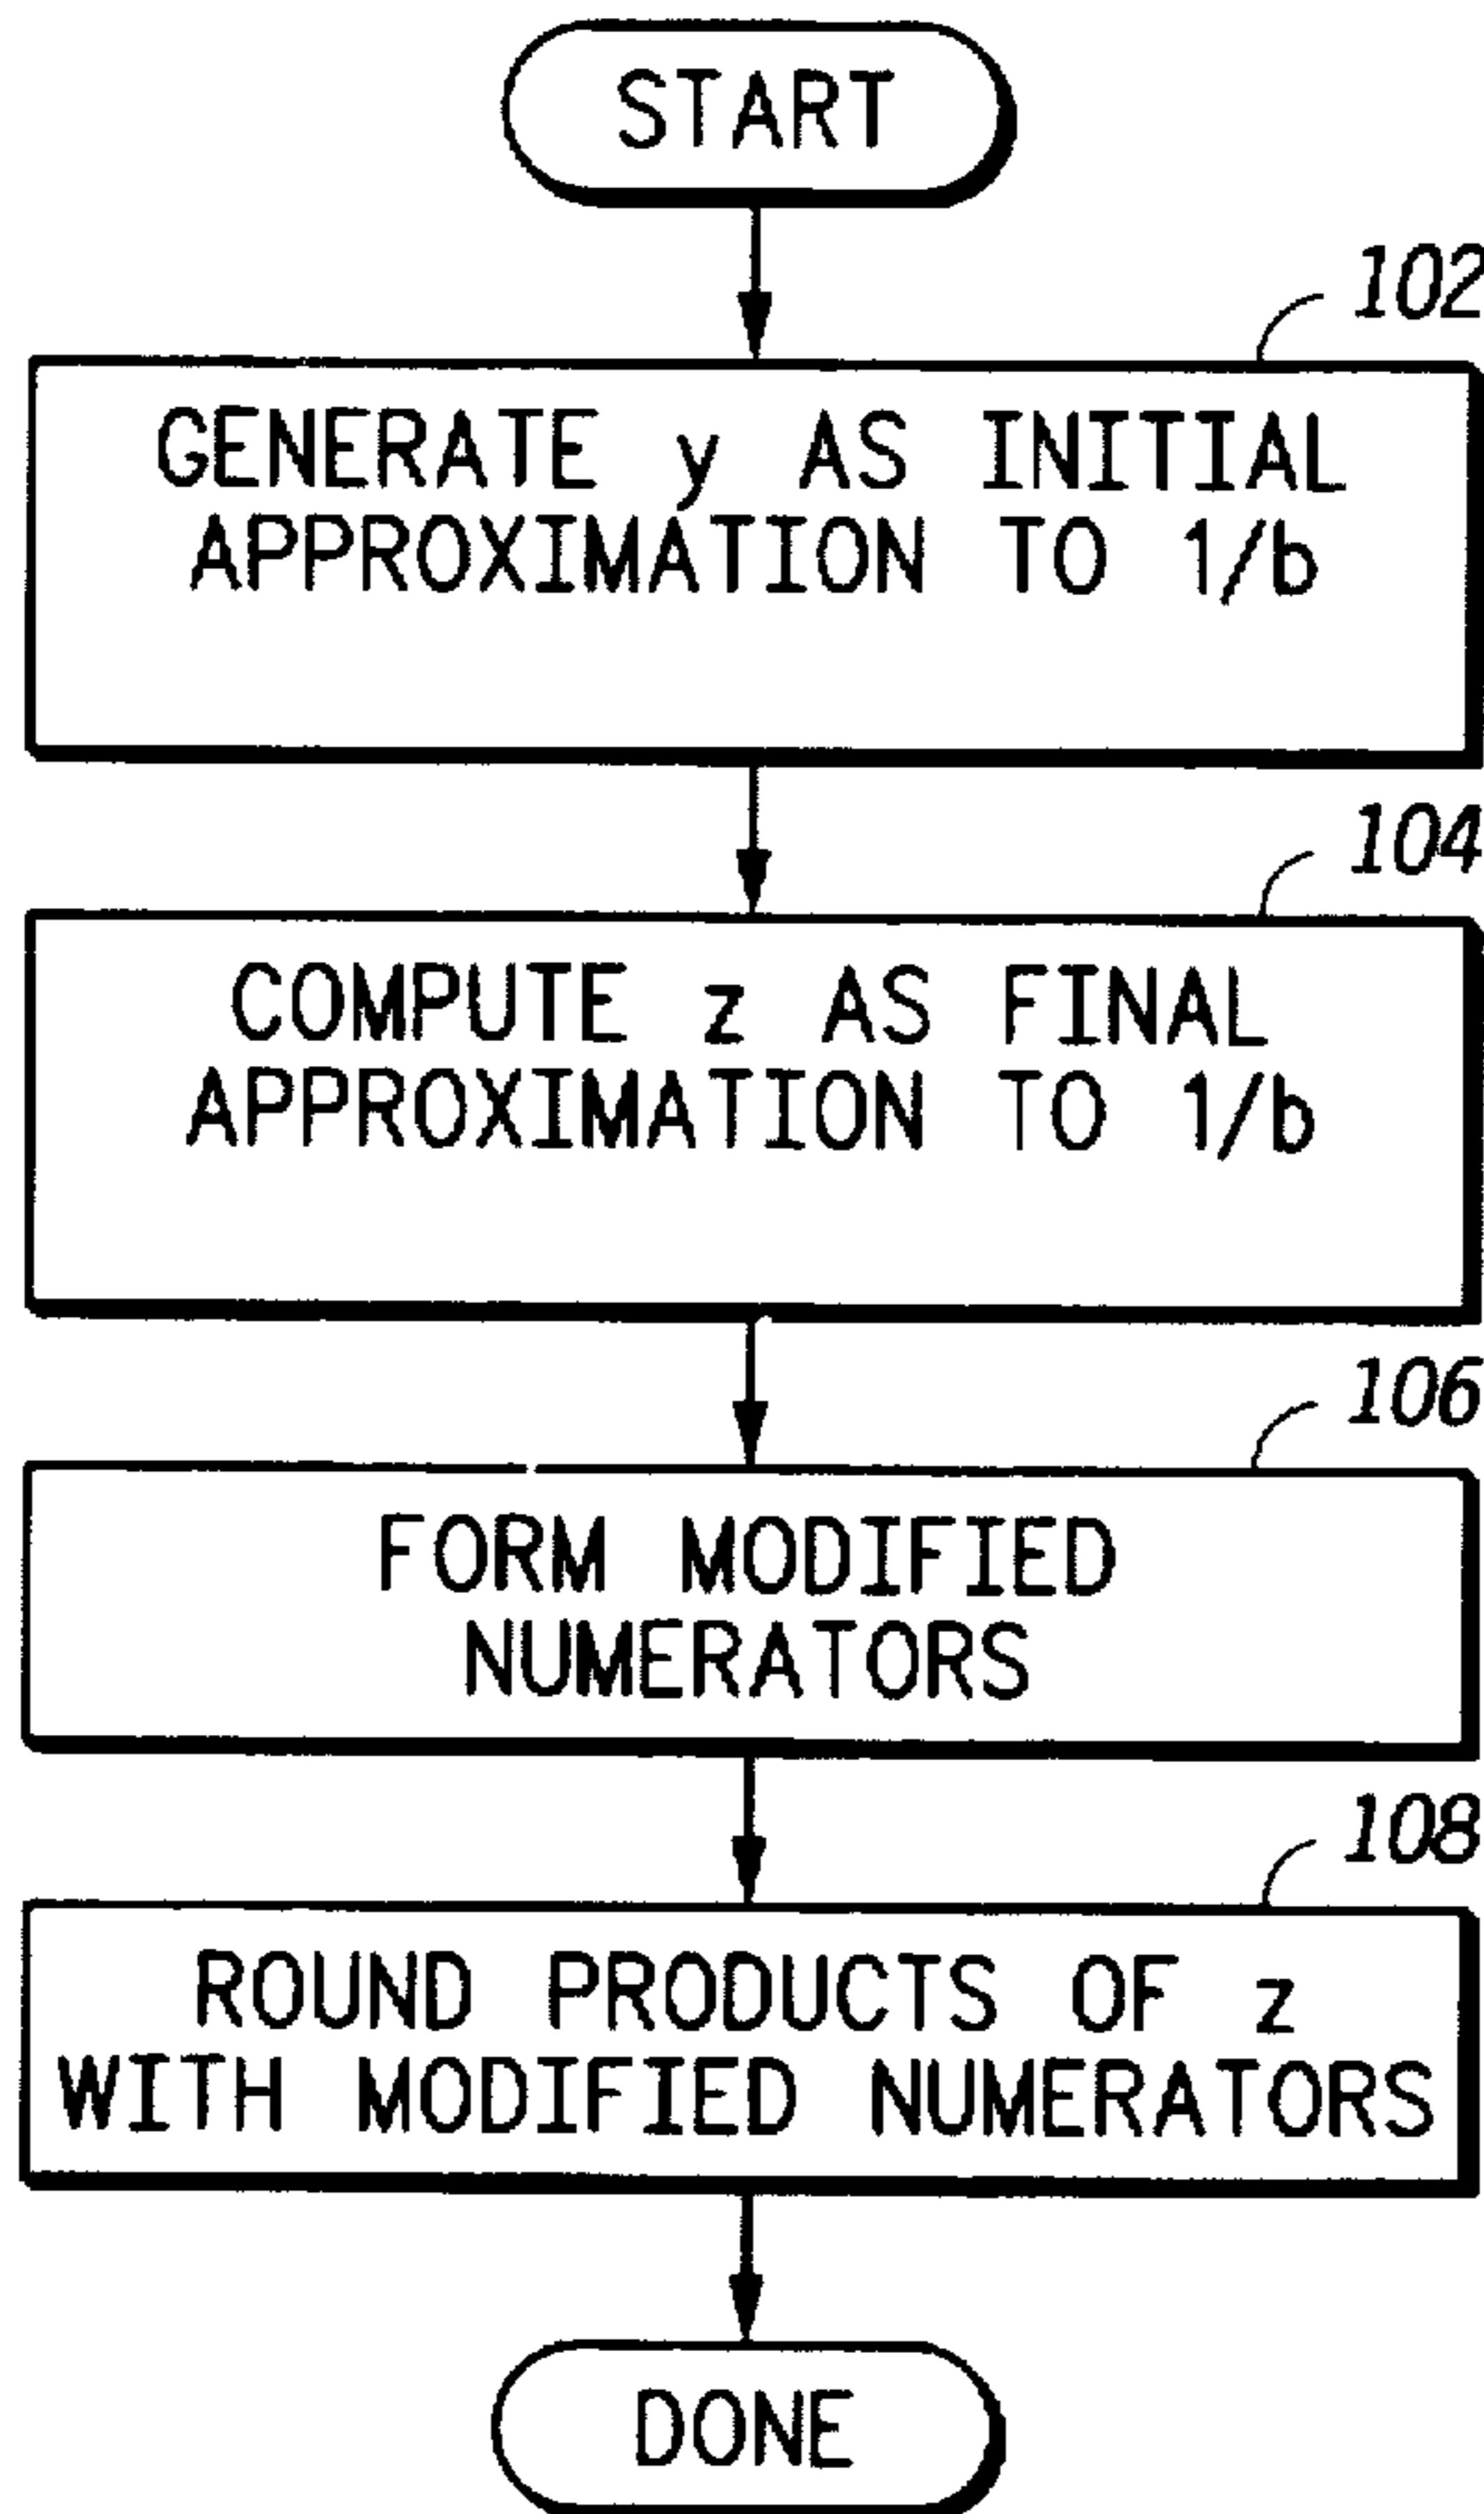 START
102
GENERATE y AS INITIAL
APPROXIMATION TO 1/b
104
COMPUTE z AS FINAL
APPROXIMATION TO 1/b
106
FORM MODIFIED
NUMERATORS
108
ROUND PRODUCTS OF z
WITH MODIFIED NUMERATORS
DONE